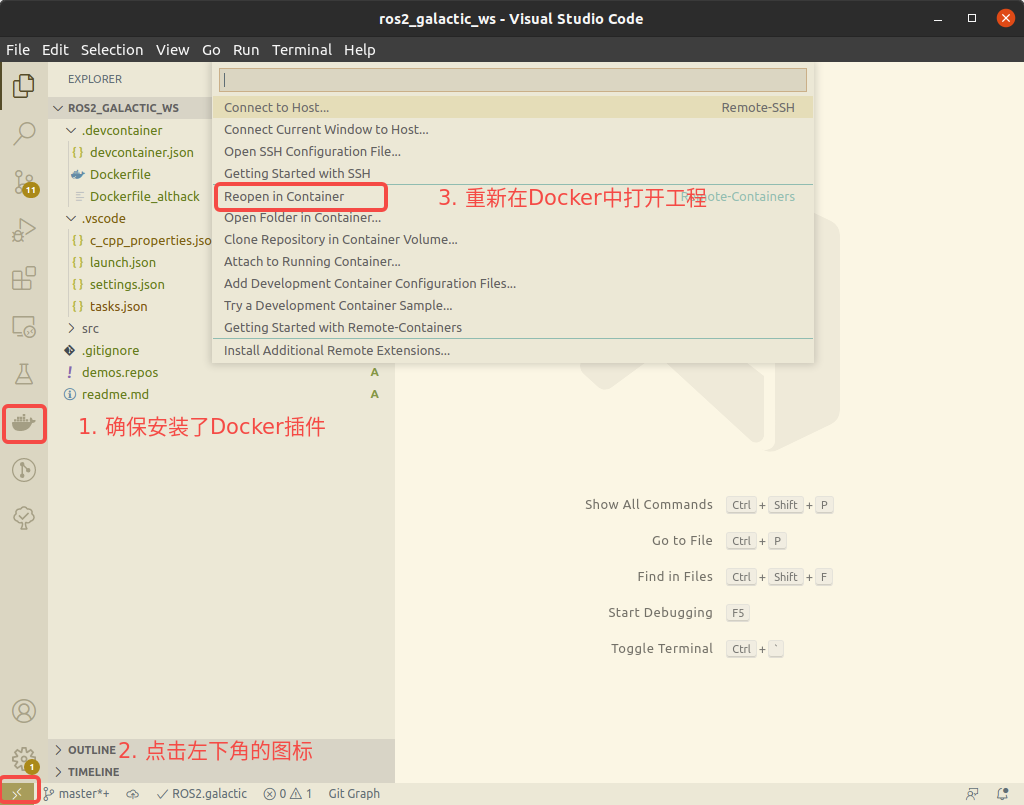 ros2_galactic_ws - Visual Studio Code
File Edit Selection View Go Run Terminal Help
EXPLORER
ROS2_GALACTIC_WS
.devcontainer
devcontainer.json
Dockerfile
Dockerfile_althack
.vscode
c_cpp_properties.jso
launch.json
settings.json
tasks.json
src
.gitignore
demos.repos A
readme.md A
11
Connect to Host... Remote-SSH
Connect Current Window to Host...
Open SSH Configuration File...
Getting Started with SSH
Reopen in Container Remote-Containers
3. 重新在Docker中打开工程
Open Folder in Container...
Clone Repository in Container Volume...
Attach to Running Container...
Add Development Container Configuration Files...
Try a Development Container Sample...
Getting Started with Remote-Containers
Install Additional Remote Extensions...
1. 确保安装了Docker插件
Show All Commands Ctrl + Shift + P
Go to File Ctrl + P
Find in Files Ctrl + Shift + F
Start Debugging F5
Toggle Terminal Ctrl + `
OUTLINE
2. 点击左下角的图标
TIMELINE
1
master*+ ROS2.galactic 0 1 Git Graph